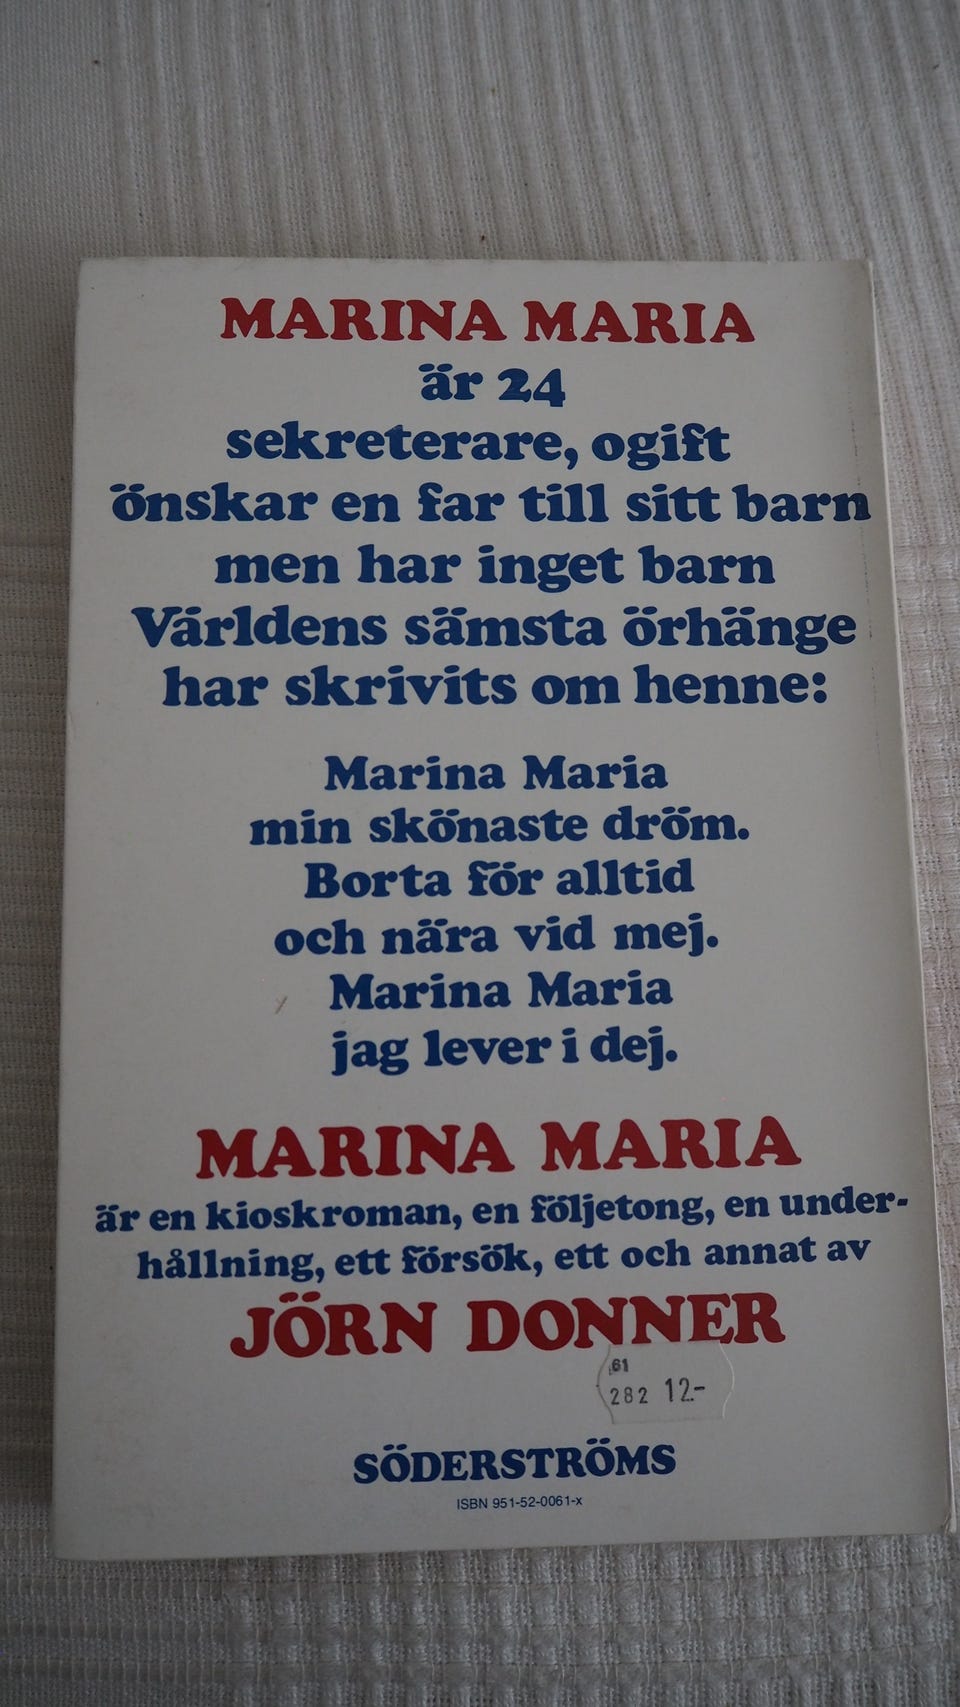 MARINA MARIA
är 24
sekreterare, ogift
önskar en far till sitt barn
men har inget barn
Världens sämsta örhänge
har skrivits om henne:
Marina Maria
min skönaste dröm.
Borta för alltid
och nära vid mej.
Marina Maria
jag lever i dej.
MARINA MARIA
är en kioskroman, en följetong, en under-
hållning, ett försök, ett och annat av
JÖRN DONNER
61
282 12.-
SÖDERSTRÖMS
ISBN 951-52-0061-x